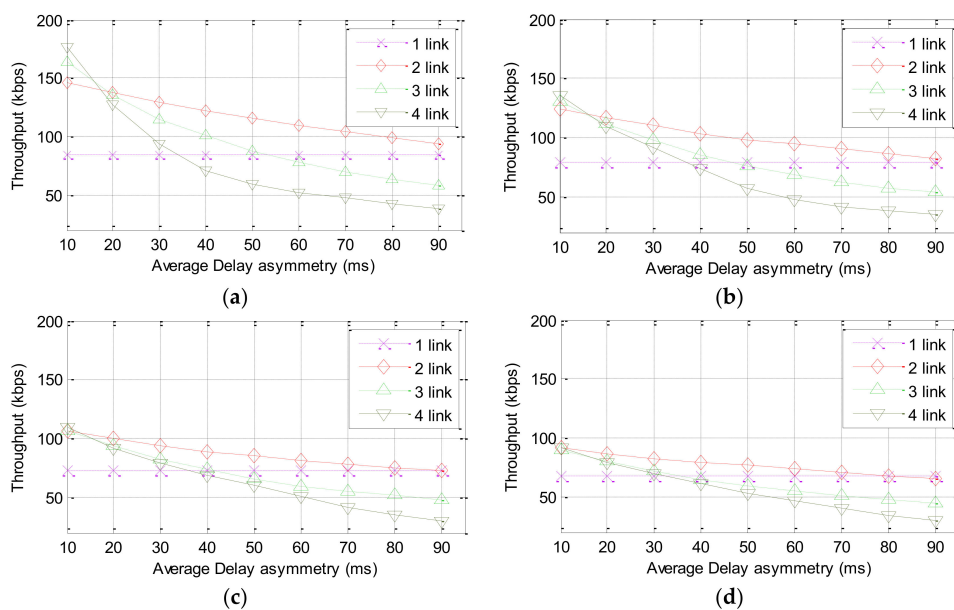 200
150
100
50
Throughput (kbps)
1 link
2 link
3 link
4 link
10 20 30 40 50 60 70 80 90
Average Delay asymmetry (ms)
(a)
200
150
100
50
Throughput (kbps)
1 link
2 link
3 link
4 link
10 20 30 40 50 60 70 80 90
Average Delay asymmetry (ms)
(b)
200
150
100
50
Throughput (kbps)
1 link
2 link
3 link
4 link
10 20 30 40 50 60 70 80 90
Average Delay asymmetry (ms)
(c)
200
150
100
50
Throughput (kbps)
1 link
2 link
3 link
4 link
10 20 30 40 50 60 70 80 90
Average Delay asymmetry (ms)
(d)